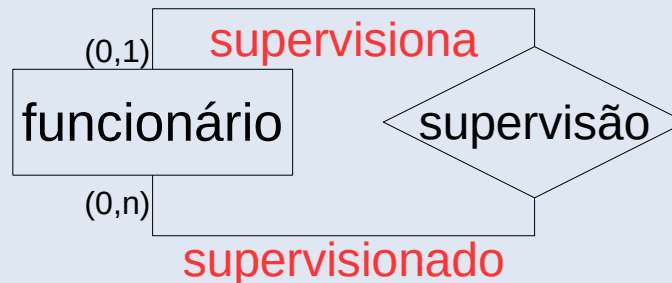 supervisiona
(0,1)
funcionário
supervisão
(0,n)
supervisionado